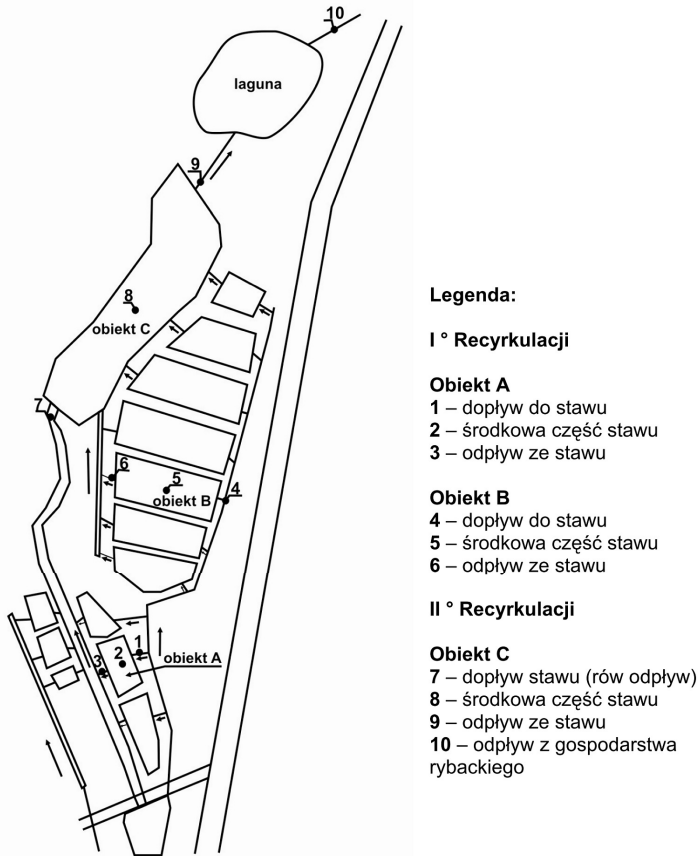 10
laguna
9
8
obiekt C
7
6
5
obiekt B
4
1
obiekt A
2
3
Legenda:
I ° Recyrkulacji
Obiekt A
1 – dopływ do stawu
2 – środkowa część stawu
3 – odpływ ze stawu
Obiekt B
4 – dopływ do stawu
5 – środkowa część stawu
6 – odpływ ze stawu
II ° Recyrkulacji
Obiekt C
7 – dopływ stawu (rów odpływ)
8 – środkowa część stawu
9 – odpływ ze stawu
10 – odpływ z gospodarstwa
rybackiego